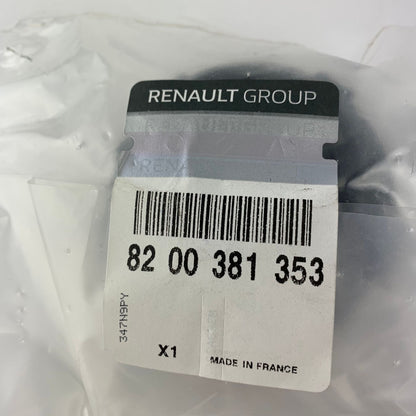 RENAULT GROUP
82 00 381 353
347N9PY
X1
MADE IN FRANCE